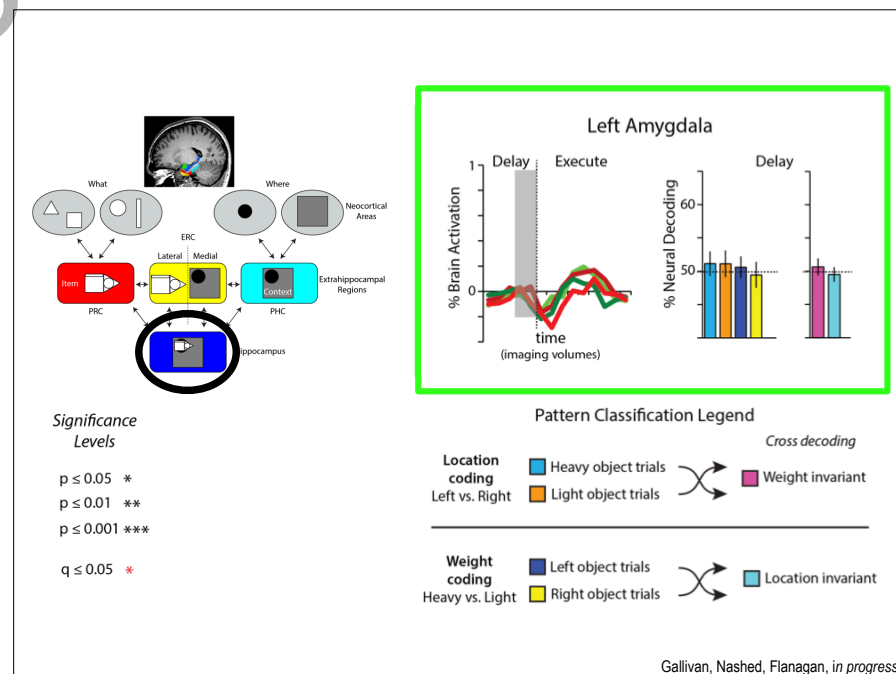 What
Where
Neocortical
Areas
ERC
Lateral
Medial
Item
Context
Extrahippocampal
Regions
PRC
PHC
ippocampus
Significance
Levels
p ≤ 0.05 *
p ≤ 0.01 **
p ≤ 0.001 ***
q ≤ 0.05 *
Left Amygdala
Delay
Execute
Delay
1
0
% Brain Activation
time
(imaging volumes)
60
50
% Neural Decoding
Pattern Classification Legend
Cross decoding
Location
coding
Left vs. Right
Heavy object trials
Light object trials
Weight invariant
Weight
coding
Heavy vs. Light
Left object trials
Right object trials
Location invariant
Gallivan, Nashed, Flanagan, in progress